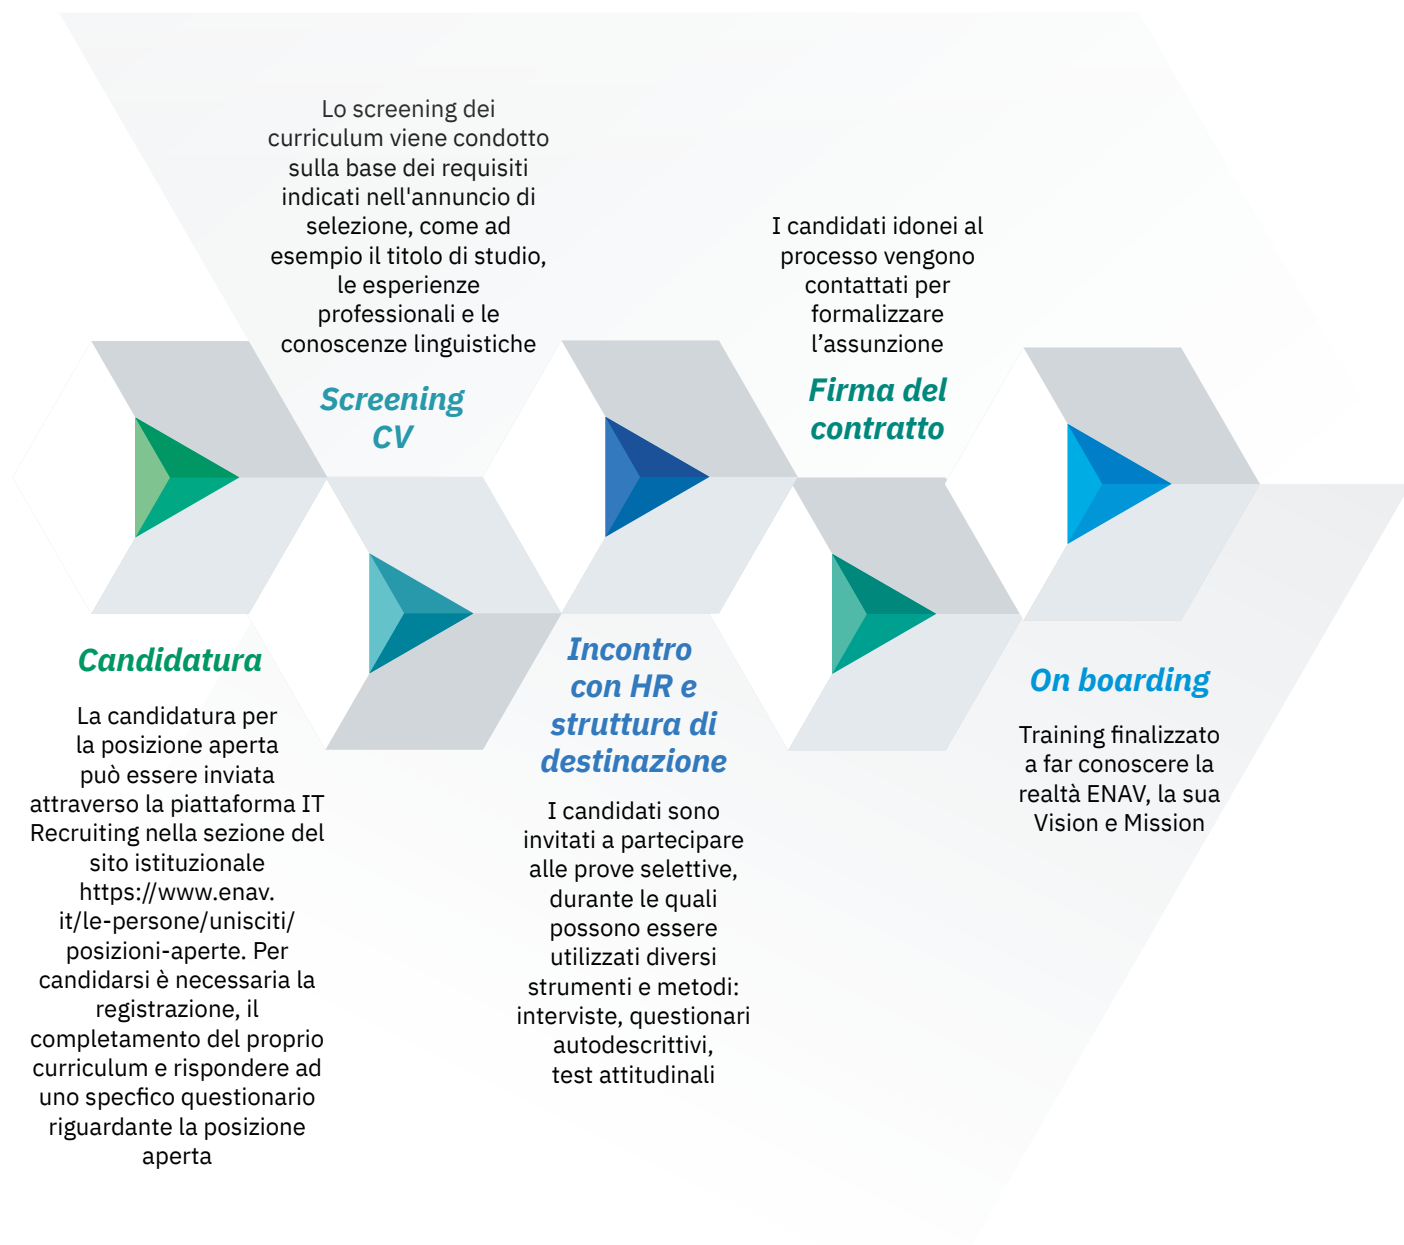 Candidatura
La candidatura per
la posizione aperta
può essere inviata
attraverso la piattaforma IT
Recruiting nella sezione del
sito istituzionale
https://www.enav.
it/le-persone/unisciti/
posizioni-aperte. Per
candidarsi è necessaria la
registrazione, il
completamento del proprio
curriculum e rispondere ad
uno specfico questionario
riguardante la posizione
aperta
Lo screening dei
curriculum viene condotto
sulla base dei requisiti
indicati nell'annuncio di
selezione, come ad
esempio il titolo di studio,
le esperienze
professionali e le
conoscenze linguistiche
Screening
CV
Incontro
con HR e
struttura di
destinazione
I candidati sono
invitati a partecipare
alle prove selettive,
durante le quali
possono essere
utilizzati diversi
strumenti e metodi:
interviste, questionari
autodescrittivi,
test attitudinali
I candidati idonei al
processo vengono
contattati per
formalizzare
l’assunzione
Firma del
contratto
On boarding
Training finalizzato
a far conoscere la
realtà ENAV, la sua
Vision e Mission